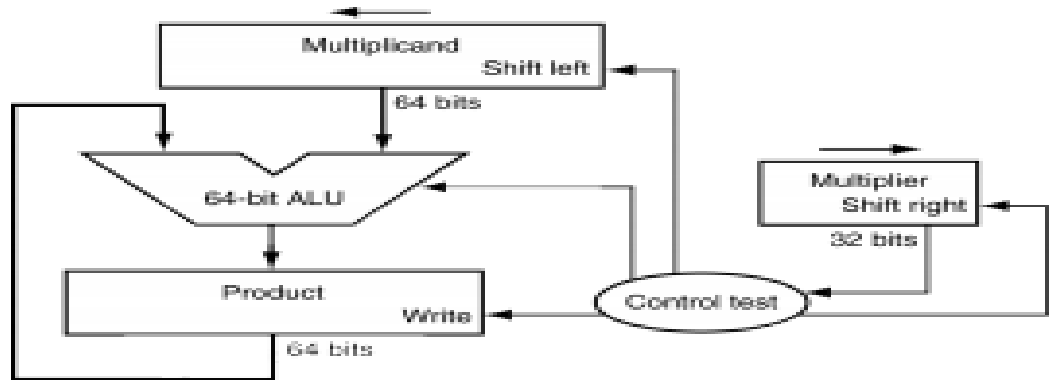 Multiplicand
Shift left
64 bits
64-bit ALU
Multiplier
Shift right
32 bits
Product
Write
Control test
64 bits